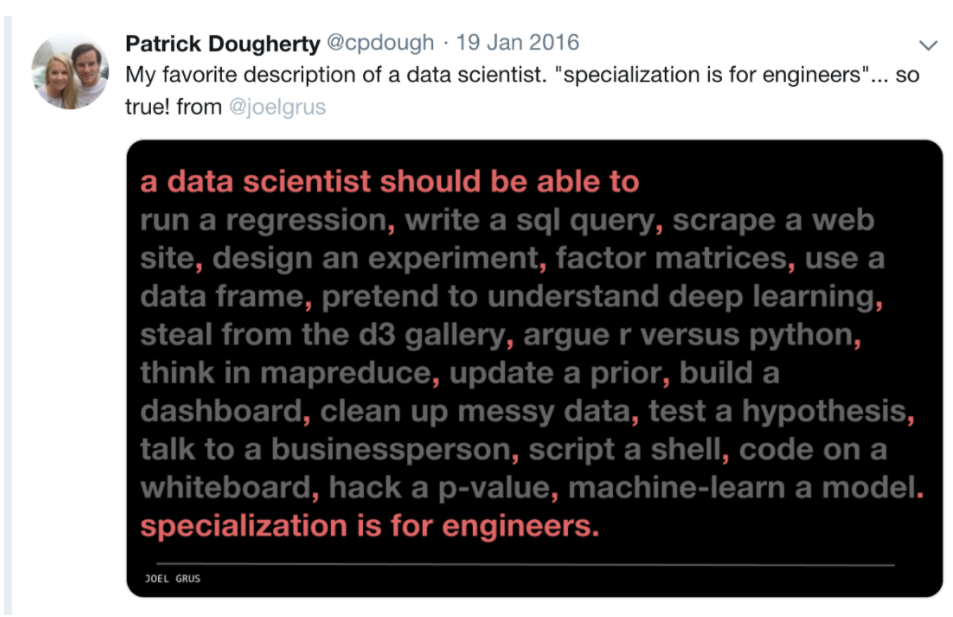 Patrick Dougherty @cpdough · 19 Jan 2016
My favorite description of a data scientist. "specialization is for engineers"... so
true! from @joelgrus
a data scientist should be able to
run a regression, write a sql query, scrape a web
site, design an experiment, factor matrices, use a
data frame, pretend to understand deep learning,
steal from the d3 gallery, argue r versus python,
think in mapreduce, update a prior, build a
dashboard, clean up messy data, test a hypothesis,
talk to a businessperson, script a shell, code on a
whiteboard, hack a p-value, machine-learn a model.
specialization is for engineers.
JOEL GRUS